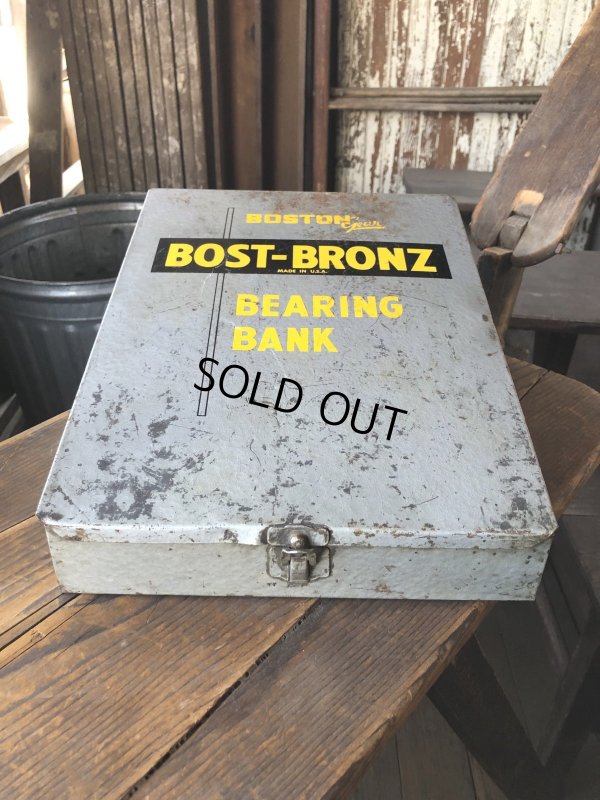 BOSTON Gear
BOST-BRONZ
MADE IN U.S.A.
BEARING
BANK
SOLD OUT